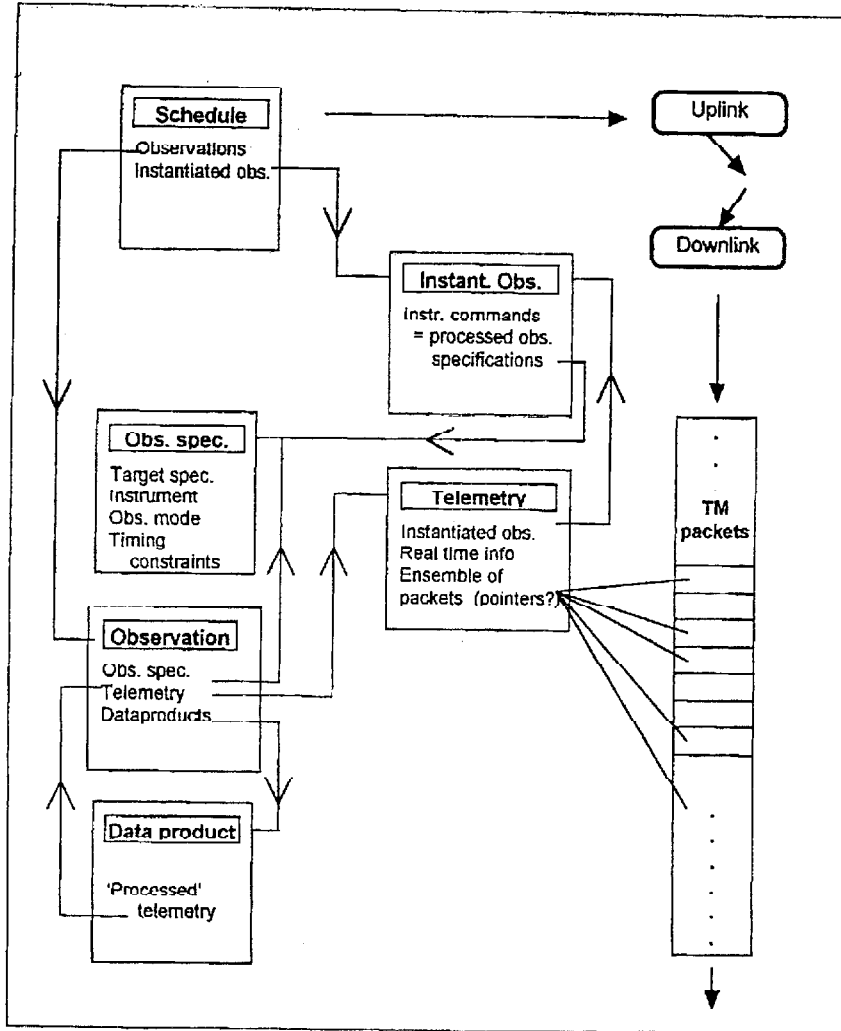 Schedule
Observations
Instantiated obs.
Uplink
Downlink
Instant. Obs.
Instr. commands
= processed obs.
specifications
Obs. spec.
Target spec.
Instrument
Obs. mode
Timing
constraints
Telemetry
Instantiated obs.
Real time info
Ensemble of
packets (pointers?)
TM
packets
Observation
Obs. spec.
Telemetry
Dataproducts
Data product
'Processed'
telemetry